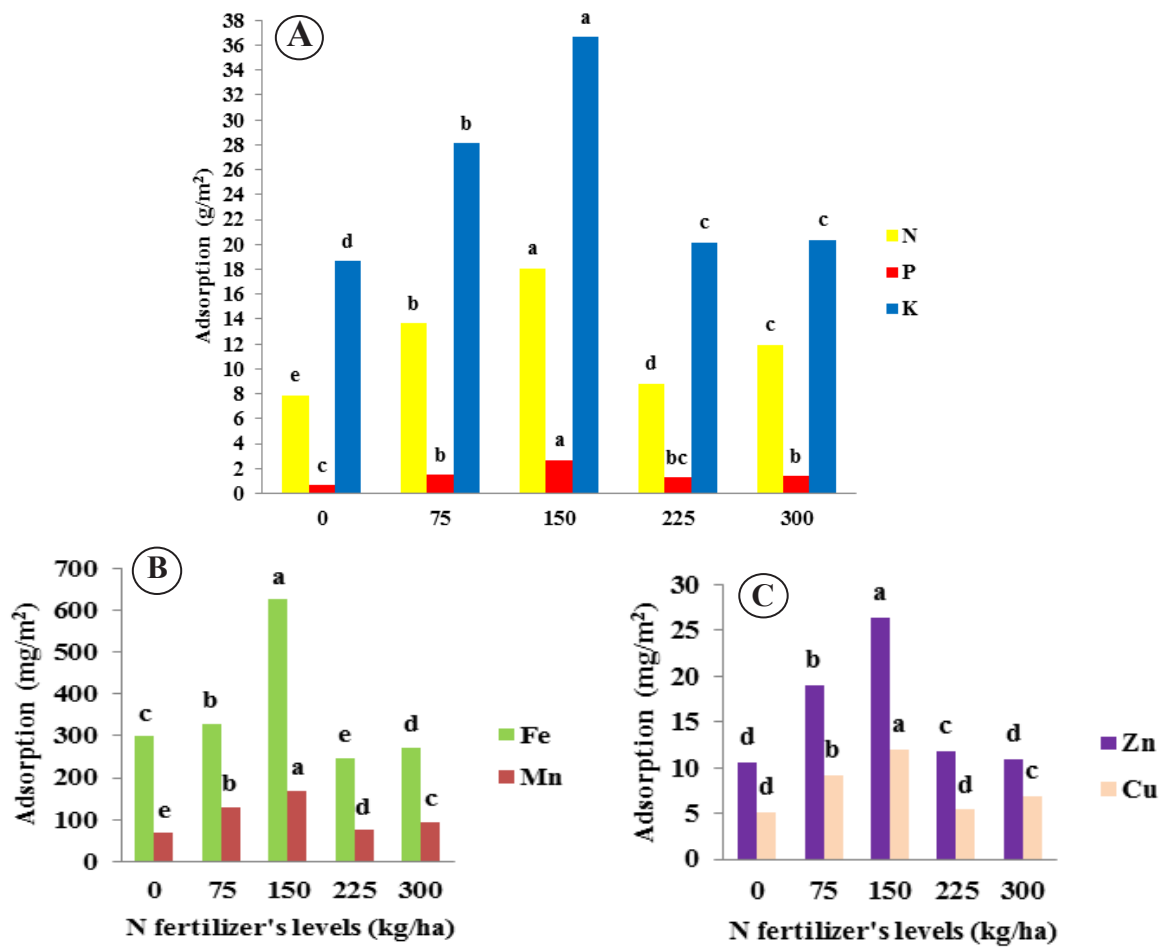 A
Adsorption (g/m²)
38
36
34
32
30
28
26
24
22
20
18
16
14
12
10
8
6
4
2
0
e
c
d
b
b
b
a
a
a
d
bc
c
c
b
c
0
75
150
225
300
N
P
K
B
Adsorption (mg/m²)
700
600
500
400
300
200
100
0
c
e
b
b
a
a
e
d
d
c
0
75
150
225
300
N fertilizer's levels (kg/ha)
Fe
Mn
C
Adsorption (mg/m²)
30
25
20
15
10
5
0
d
d
b
b
a
a
c
d
d
c
0
75
150
225
300
N fertilizer's levels (kg/ha)
Zn
Cu